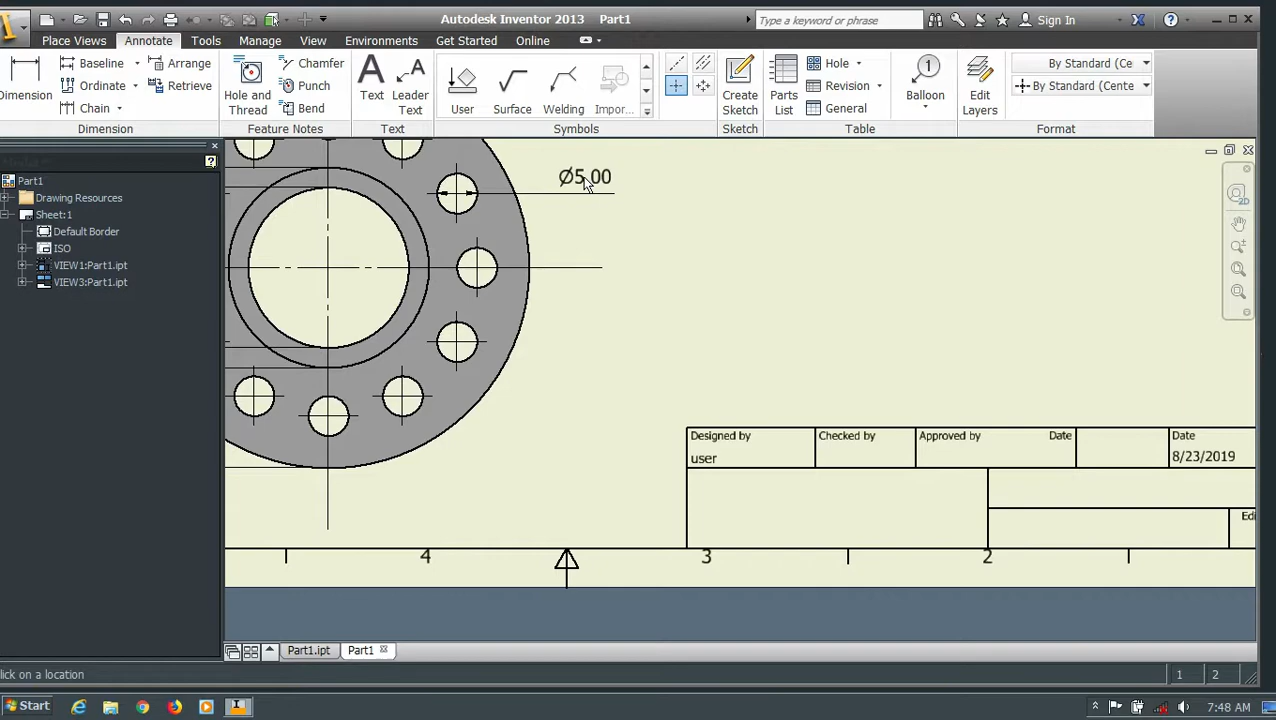 Autodesk Inventor 2013 Part1
Type a keyword or phrase
Sign In
Place Views Annotate Tools Manage View Environments Get Started Online
Dimension
Baseline
Ordinate
Chain
Arrange
Retrieve
Dimension
Hole and Thread
Chamfer
Punch
Bend
Feature Notes
Text
Leader Text
Text
User
Surface
Welding
Impor...
Symbols
Create Sketch
Sketch
Parts List
Hole
Revision
General
Table
Balloon
Edit Layers
By Standard (Ce
By Standard (Cente
Format
Part1
Drawing Resources
Sheet:1
Default Border
ISO
VIEW1:Part1.ipt
VIEW3:Part1.ipt
2D
Ø5.00
Designed by
user
Checked by
Approved by
Date
Date
8/23/2019
Edi
4
3
2
Part1.ipt
Part1
lick on a location
1
2
Start
7:48 AM